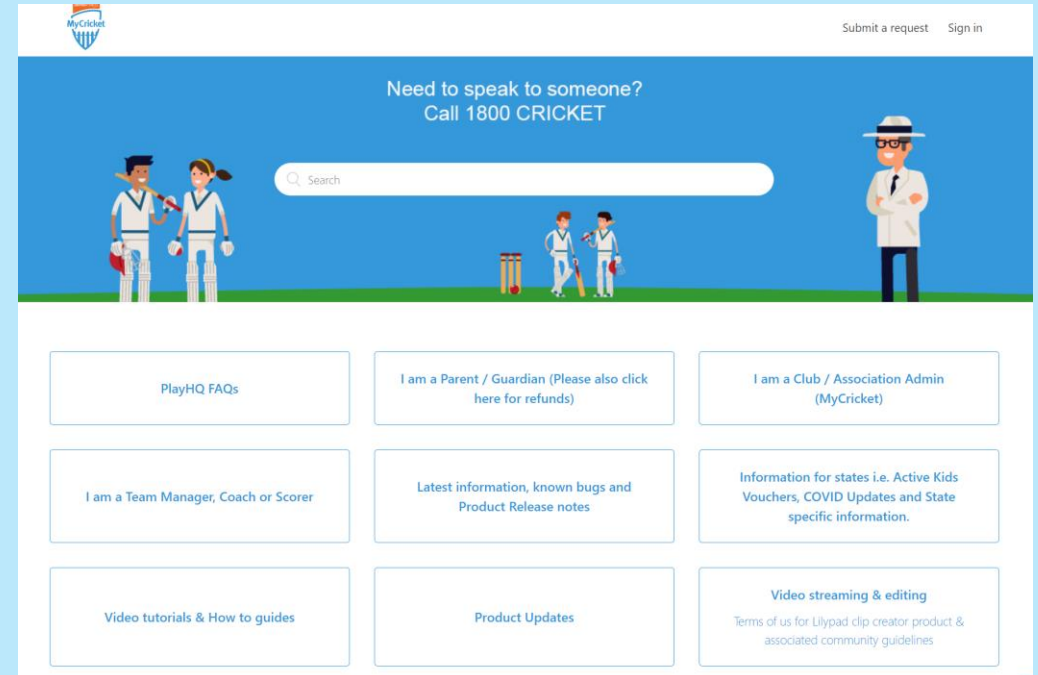 MyCricket
Submit a request Sign in
Need to speak to someone?
Call 1800 CRICKET
Search
PlayHQ FAQs
I am a Parent / Guardian (Please also click
here for refunds)
I am a Club / Association Admin
(MyCricket)
I am a Team Manager, Coach or Scorer
Latest information, known bugs and
Product Release notes
Information for states i.e. Active Kids
Vouchers, COVID Updates and State
specific information.
Video tutorials & How to guides
Product Updates
Video streaming & editing
Terms of us for Lilypad clip creator product &
associated community guidelines